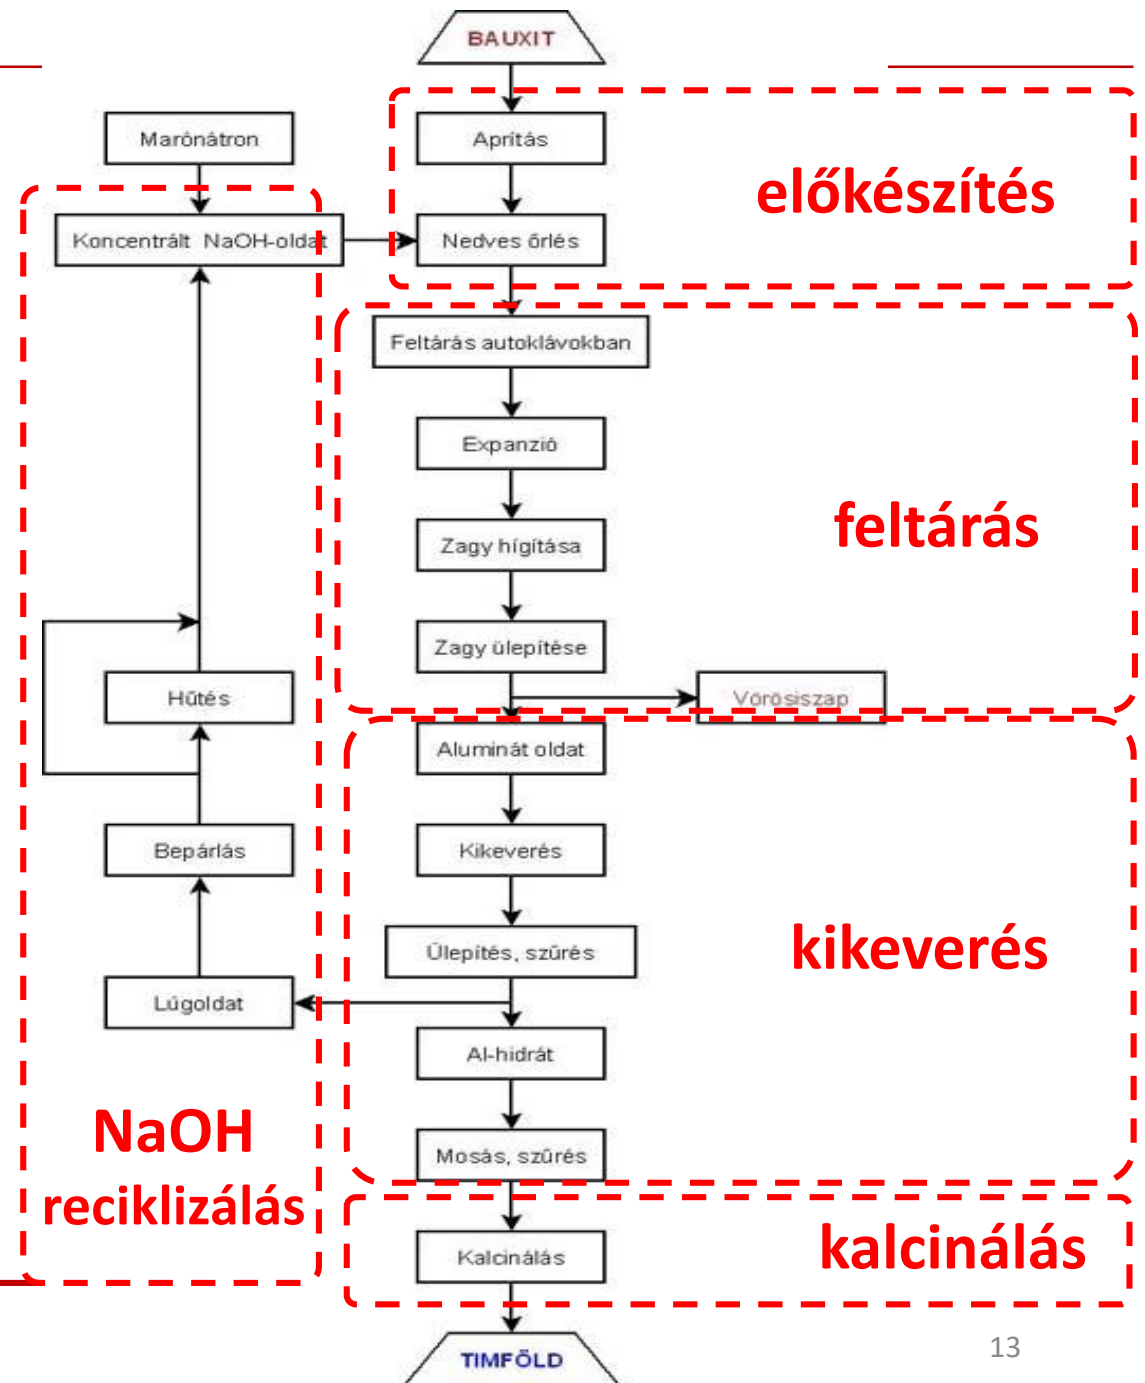 BAUXIT
Marónátron
Aprítás
előkészítés
Koncentrált NaOH-oldat
Nedves őrlés
Feltárás autoklávokban
Expanzió
feltárás
Zagy hígítása
Zagy ülepítése
Hűtés
Vörösiszap
Aluminát oldat
Bepárlás
Kikeverés
kikeverés
Ülepítés, szűrés
Lúgoldat
Al-hidrát
NaOH
reciklizálás
Mosás, szűrés
Kalcinálás
kalcinálás
TIMFÖLD
13